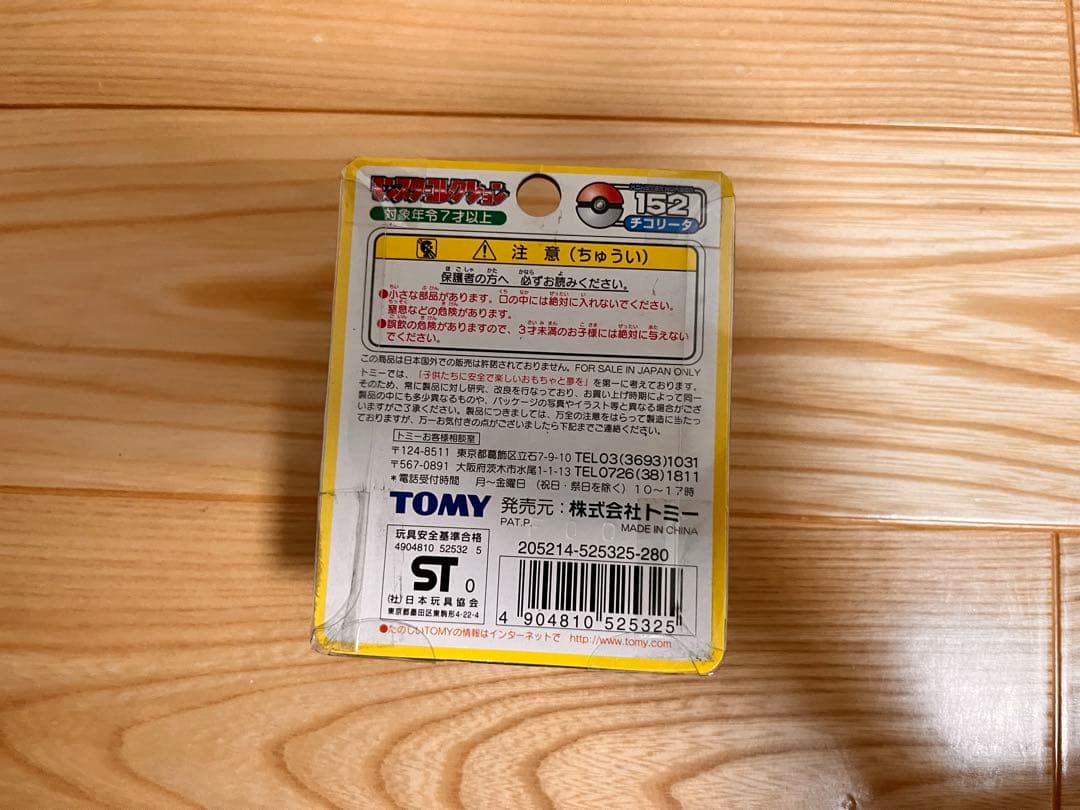 モンスターコレクション
対象年令7才以上
152
チコリータ
注意(ちゅうい)
保護者の方へ 必ずお読みください。
●小さな部品があります。口の中には絶対に入れないでください。
窒息などの危険があります。
●誤飲の危険がありますので、3才未満のお子様には絶対に与えない
でください。
この商品は日本国外での販売は許諾されておりません。FOR SALE IN JAPAN ONLY
トミーでは、「子供たちに安全で楽しいおもちゃと夢を」を第一に考えております。
そのため、常に製品に対し研究、改良を行なっており、お買い上げ時期によって同一
製品の中にも多少異なるものや、パッケージの写真やイラスト等と異なる場合がござ
いますがご了承ください。製品につきましては、万全の注意をはらって製造に当たっ
ておりますが、万一お気付きの点がございましたら下記までご連絡ください。
トミーお客様相談室
〒124-8511 東京都葛飾区立石7-9-10 TEL03(3693)1031
〒567-0891 大阪府茨木市水尾1-1-13 TEL0726(38)1811
*電話受付時間 月〜金曜日 (祝日・祭日を除く) 10〜17時
TOMY 発売元:株式会社トミー
PAT.P. MADE IN CHINA
玩具安全基準合格
4904810 52532 5
ST 0
(社)日本玩具協会
東京都墨田区東駒形4-22-4
205214-525325-280
4 904810 525325
●たのしいTOMYの情報はインターネットで http://www.tomy.com